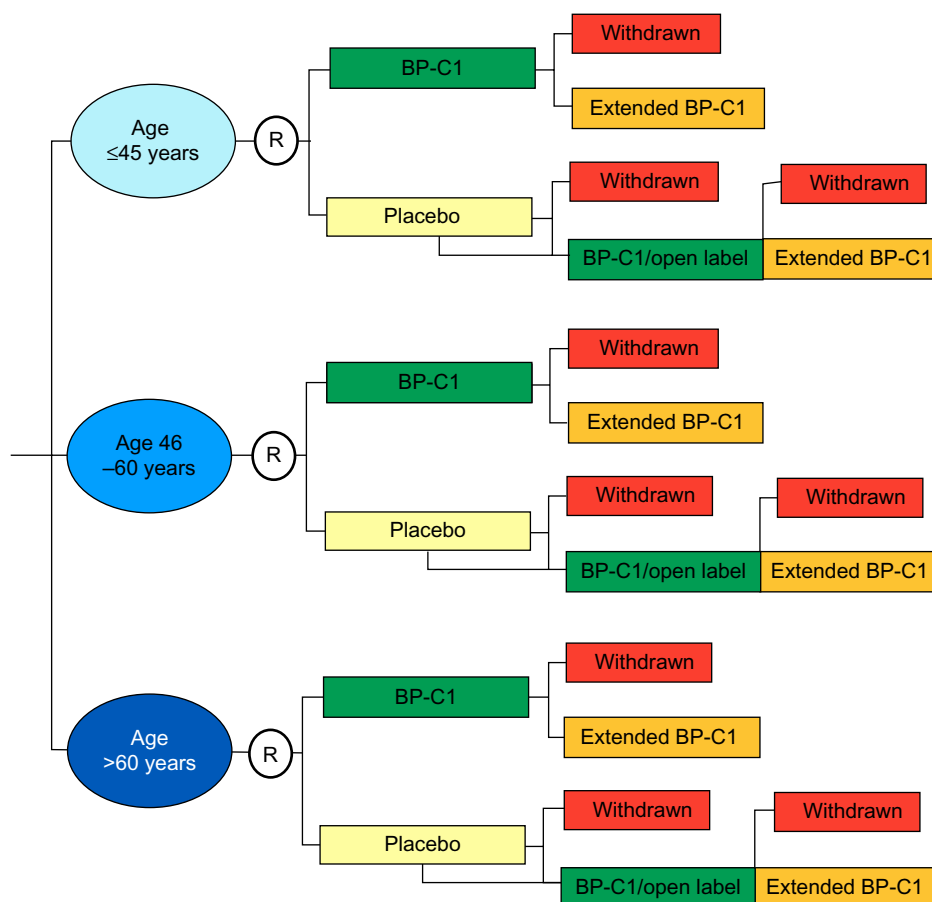 Withdrawn
BP-C1
Extended BP-C1
Age
≤45 years
R
Withdrawn
Withdrawn
Placebo
BP-C1/open label
Extended BP-C1
Withdrawn
BP-C1
Extended BP-C1
Age 46
–60 years
R
Withdrawn
Withdrawn
Placebo
BP-C1/open label
Extended BP-C1
Withdrawn
BP-C1
Extended BP-C1
Age
>60 years
R
Withdrawn
Withdrawn
Placebo
BP-C1/open label
Extended BP-C1